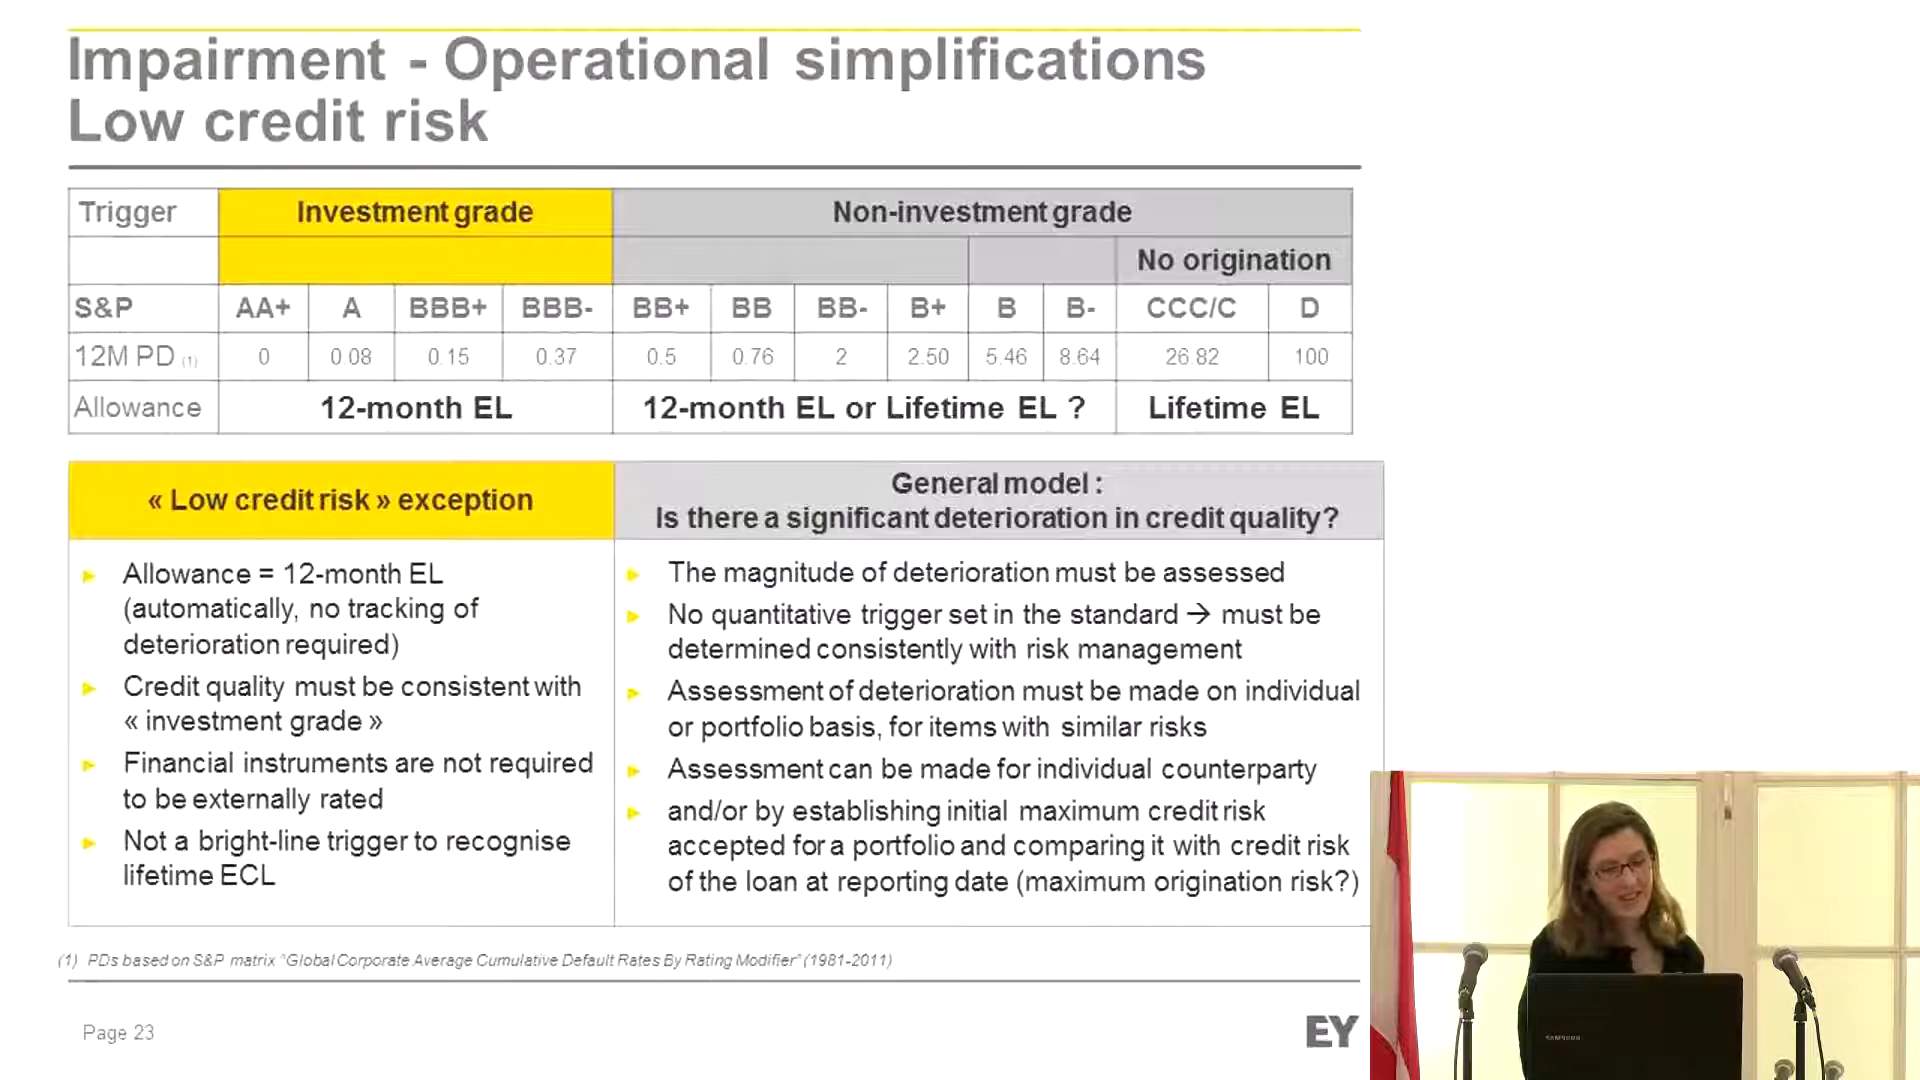 Impairment - Operational simplifications
Low credit risk
Trigger Investment grade Non-investment grade
No origination
S&P AA+ A BBB+ BBB- BB+ BB BB- B+ B B- CCC/C D
12M PD (1) 0 0.08 0.15 0.37 0.5 0.76 2 2.50 5.46 8.64 26.82 100
Allowance 12-month EL 12-month EL or Lifetime EL ? Lifetime EL
« Low credit risk » exception
General model :
Is there a significant deterioration in credit quality?
► Allowance = 12-month EL
(automatically, no tracking of
deterioration required)
► Credit quality must be consistent with
« investment grade »
► Financial instruments are not required
to be externally rated
► Not a bright-line trigger to recognise
lifetime ECL
► The magnitude of deterioration must be assessed
► No quantitative trigger set in the standard → must be
determined consistently with risk management
► Assessment of deterioration must be made on individual
or portfolio basis, for items with similar risks
► Assessment can be made for individual counterparty
► and/or by establishing initial maximum credit risk
accepted for a portfolio and comparing it with credit risk
of the loan at reporting date (maximum origination risk?)
(1) PDs based on S&P matrix "Global Corporate Average Cumulative Default Rates By Rating Modifier" (1981-2011)
Page 23
EY
SAMSUNG